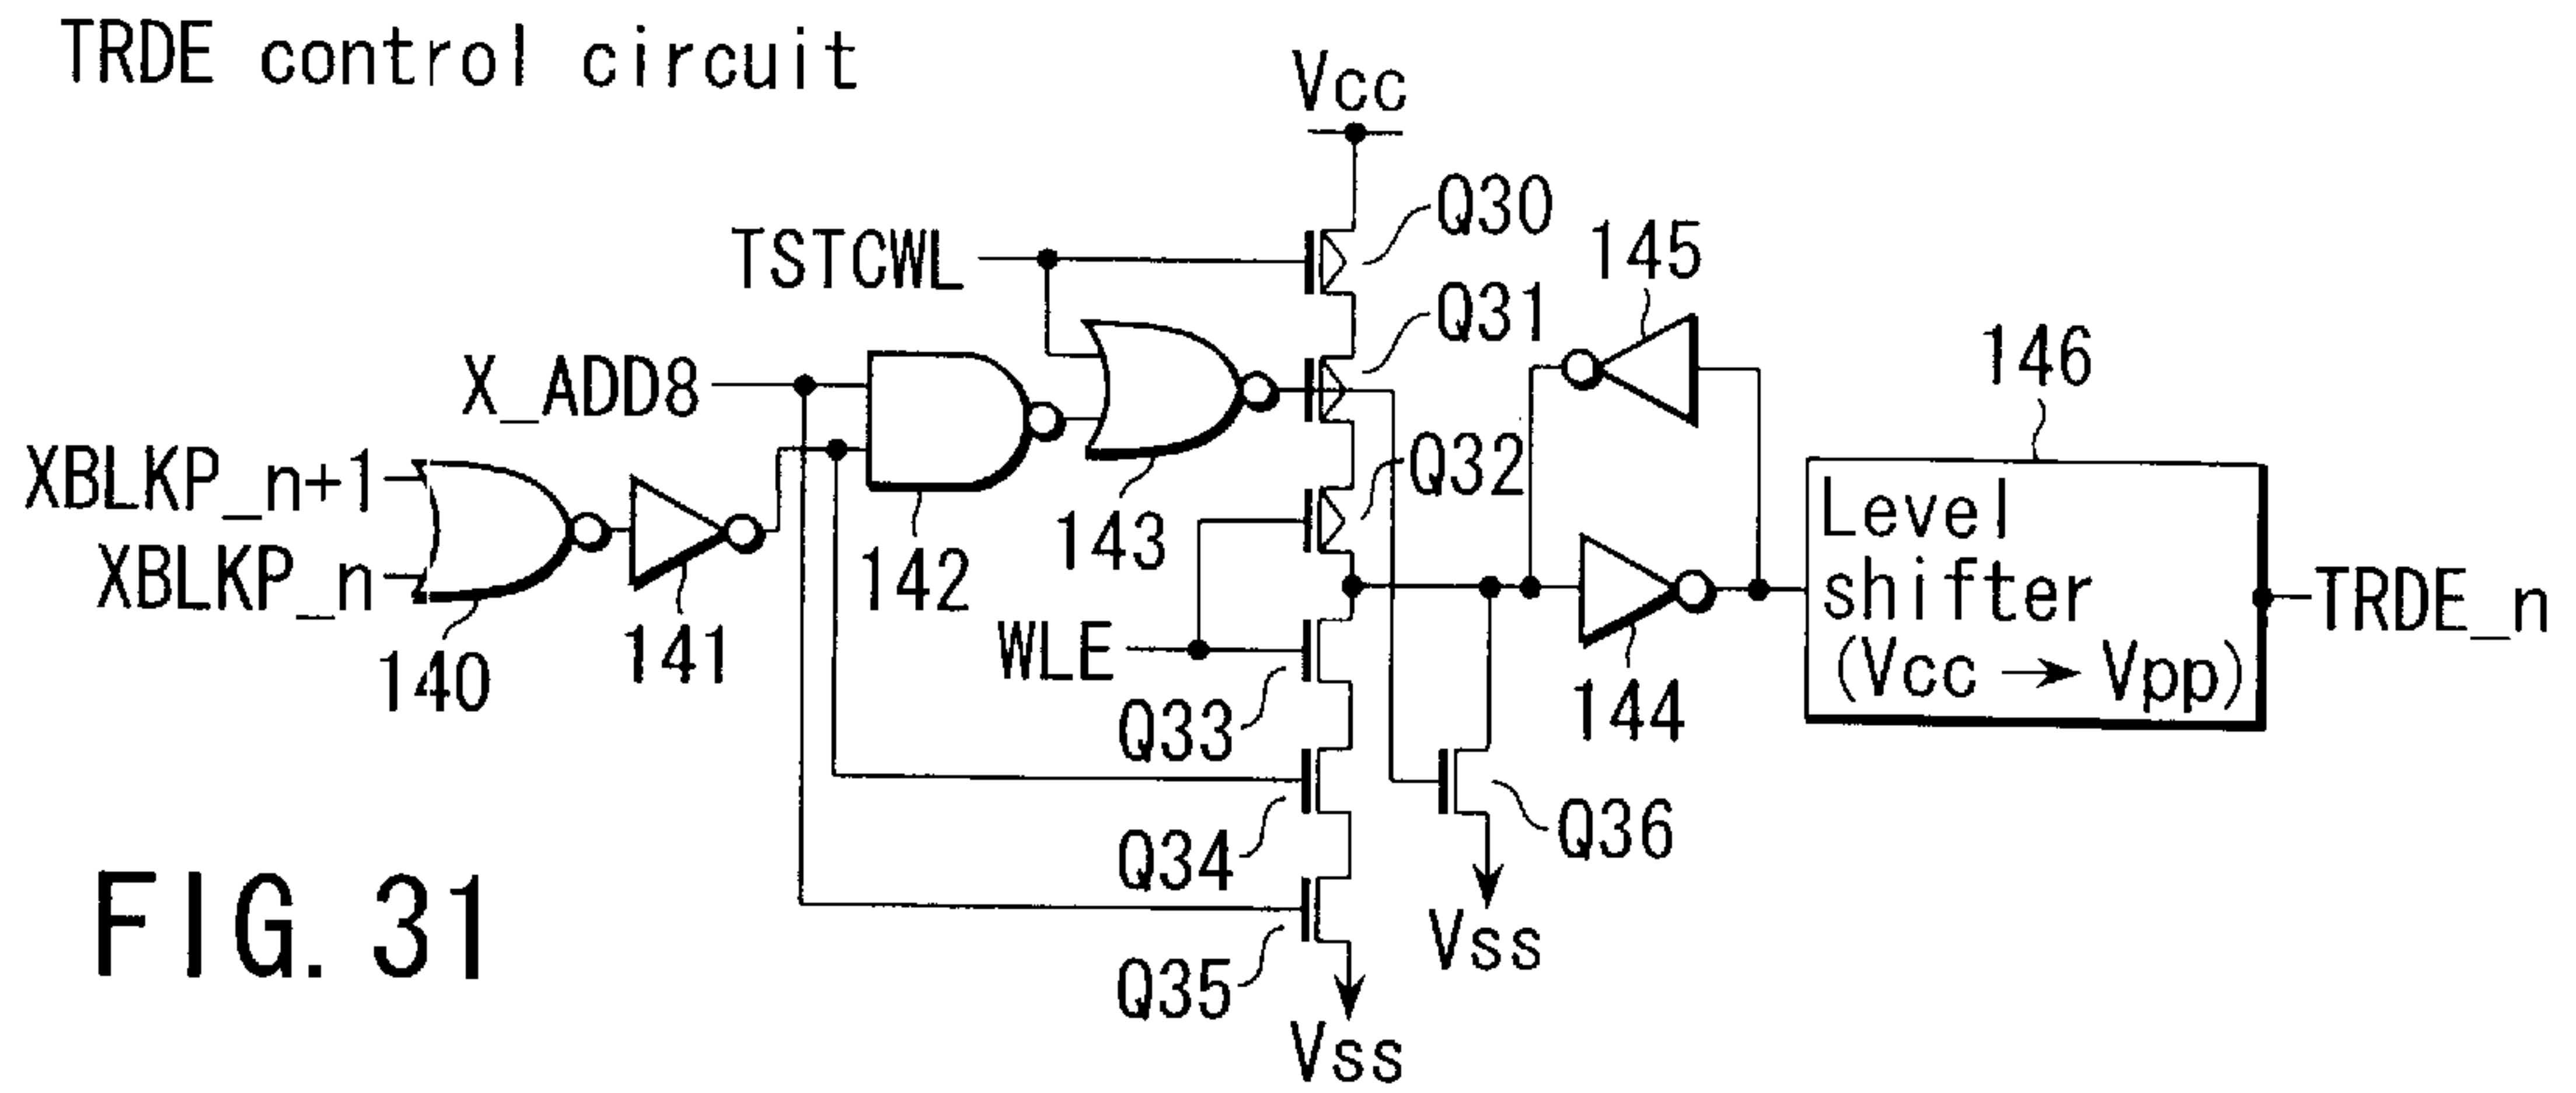 TRDE control circuit
Vcc
Q30
TSTCWL
145
Q31
146
X_ADD8
Q32
XBLKP_n+1
143
Level
shifter
(Vcc → Vpp)
142
XBLKP_n
TRDE_n
141
WLE
140
144
Q33
Q34
Q36
FIG. 31
Vss
Q35
Vss